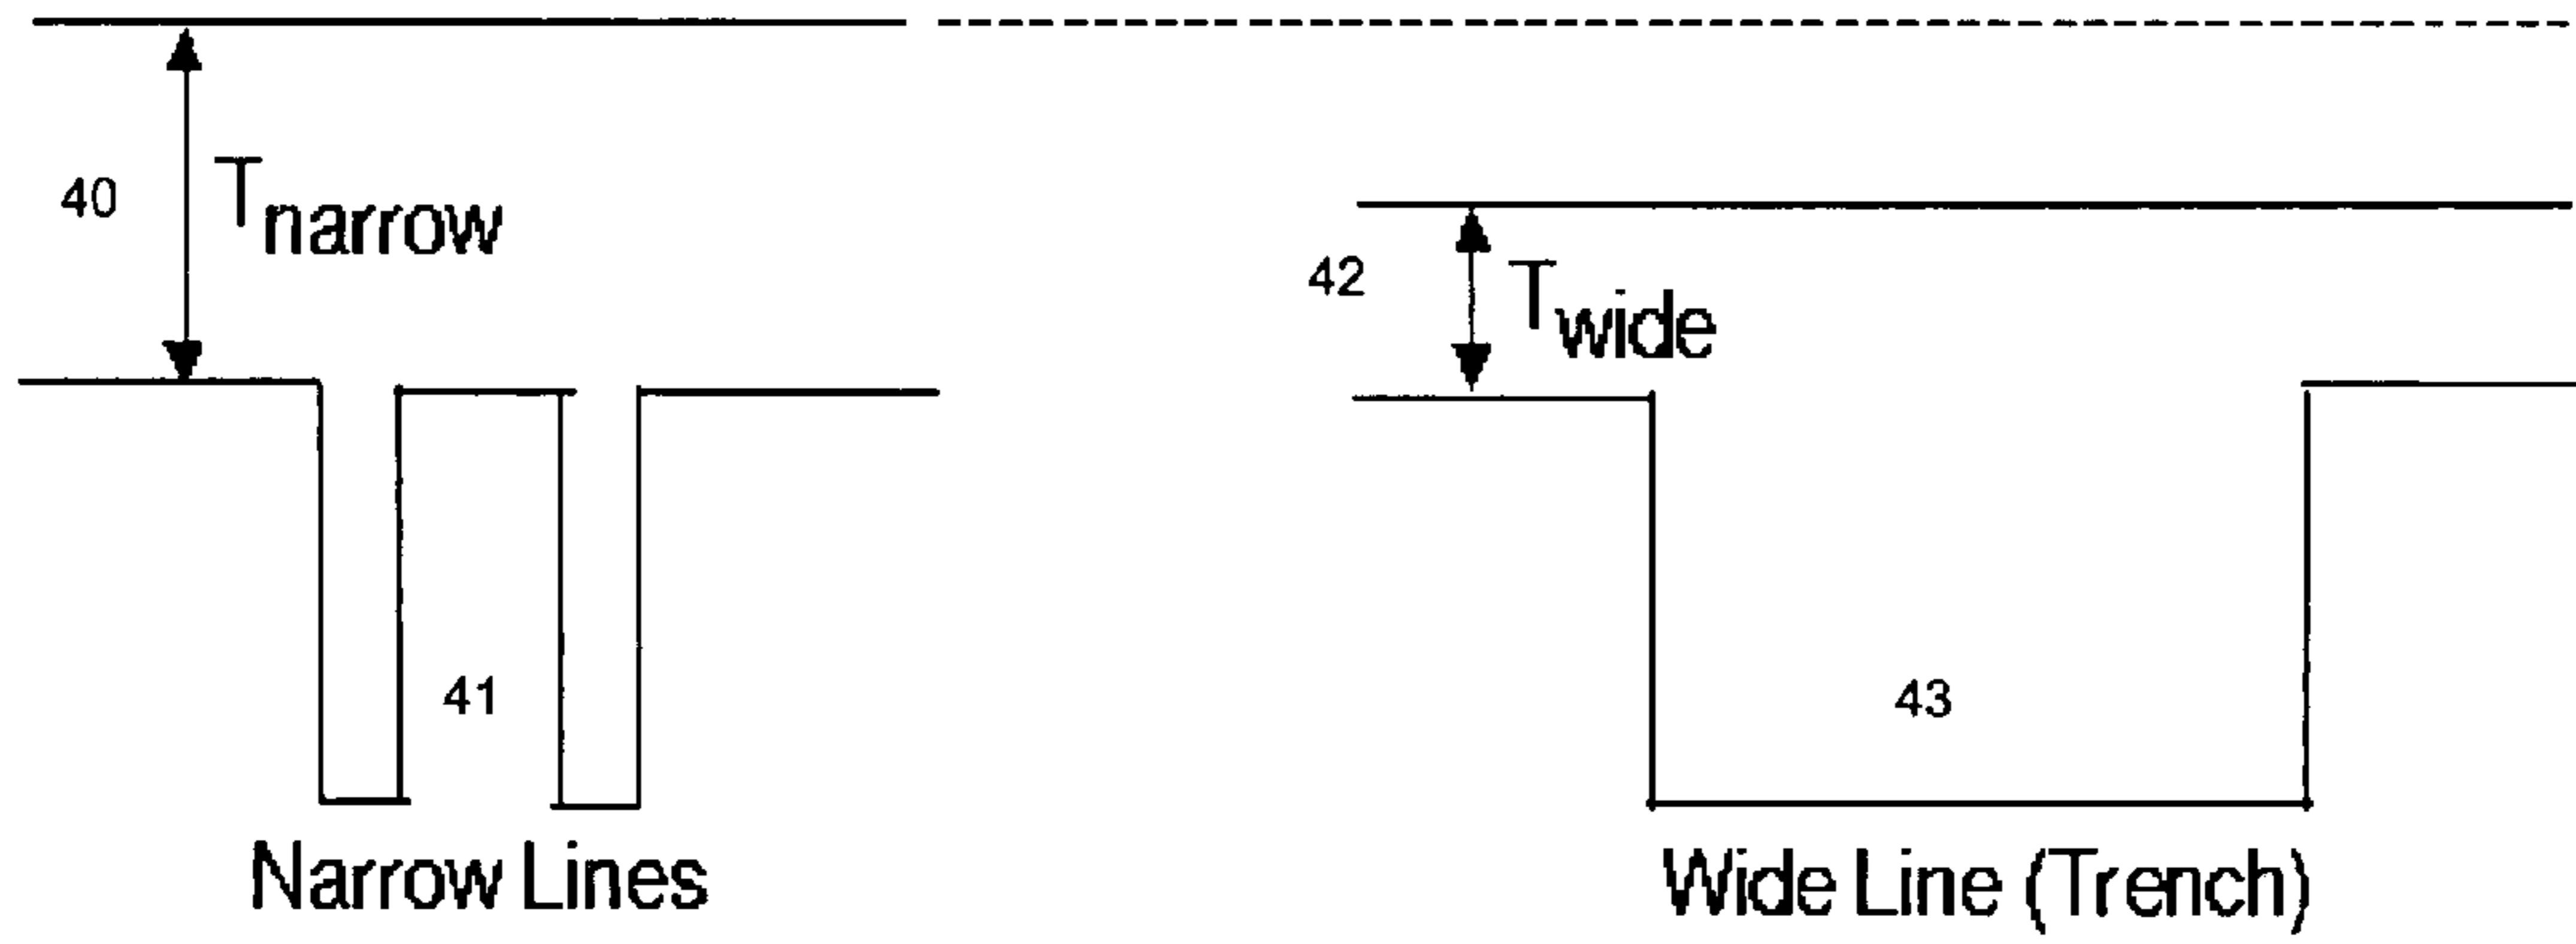 40
Tnarrow
42
Twide
41
43
Narrow Lines
Wide Line (Trench)